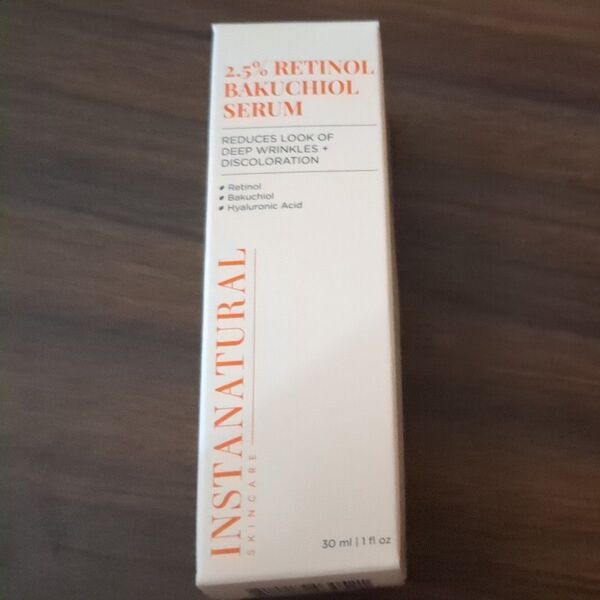 2.5% RETINOL
BAKUCHIOL
SERUM
REDUCES LOOK OF
DEEP WRINKLES +
DISCOLORATION
• Retinol
• Bakuchiol
• Hyaluronic Acid
INSTANATURAL
SKINCARE
30 ml | 1 fl oz